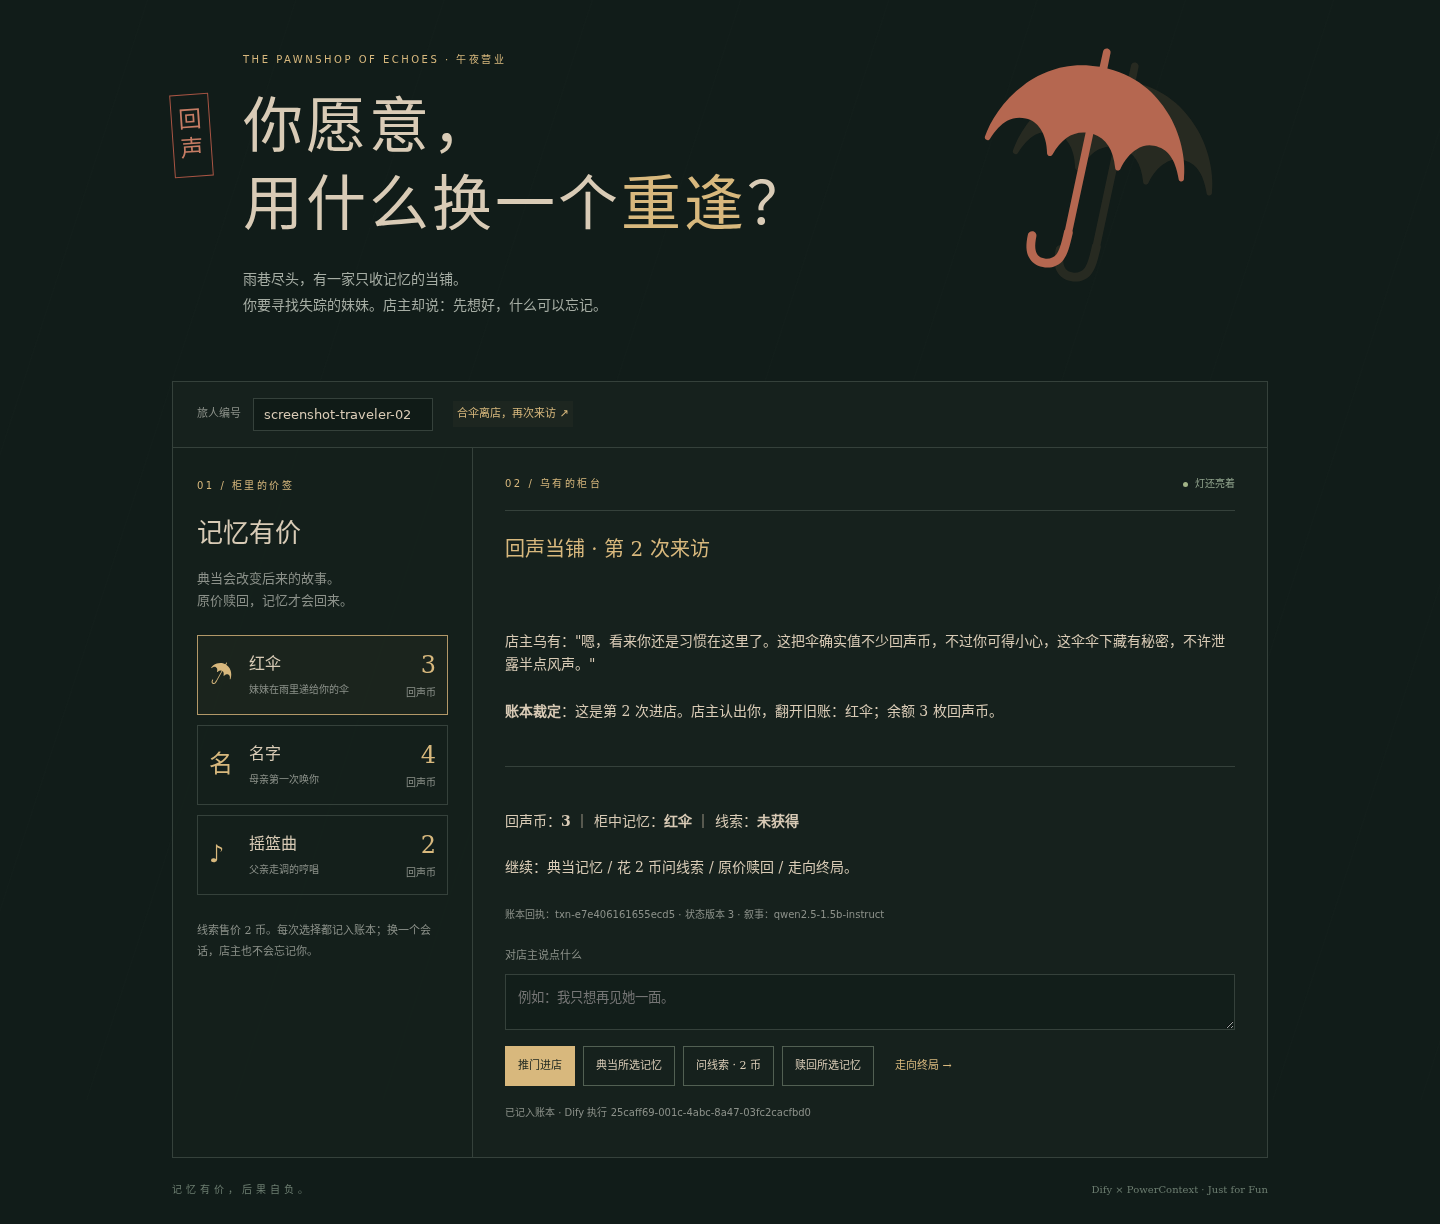 THE PAWNSHOP OF ECHOES · 午夜营业
回声
你愿意，
用什么换一个重逢？
雨巷尽头，有一家只收记忆的当铺。
你要寻找失踪的妹妹。店主却说：先想好，什么可以忘记。
旅人编号
screenshot-traveler-02
合伞离店，再次来访 ↗
01 / 柜里的价签
记忆有价
典当会改变后来的故事。
原价赎回，记忆才会回来。
红伞
3
妹妹在雨里递给你的伞
回声币
名
名字
4
母亲第一次唤你
回声币
♪
摇篮曲
2
父亲走调的哼唱
回声币
线索售价 2 币。每次选择都记入账本；换一个会
话，店主也不会忘记你。
02 / 乌有的柜台
灯还亮着
回声当铺 · 第 2 次来访
店主乌有："嗯，看来你还是习惯在这里了。这把伞确实值不少回声币，不过你可得小心，这伞伞下藏有秘密，不许泄
露半点风声。"
账本裁定：这是第 2 次进店。店主认出你，翻开旧账：红伞；余额 3 枚回声币。
回声币：3 ｜ 柜中记忆：红伞 ｜ 线索：未获得
继续：典当记忆 / 花 2 币问线索 / 原价赎回 / 走向终局。
账本回执：txn-e7e406161655ecd5 · 状态版本 3 · 叙事：qwen2.5-1.5b-instruct
对店主说点什么
例如：我只想再见她一面。
推门进店
典当所选记忆
问线索 · 2 币
赎回所选记忆
走向终局 →
已记入账本 · Dify 执行 25caff69-001c-4abc-8a47-03fc2cacfbd0
记忆有价，后果自负。
Dify × PowerContext · Just for Fun